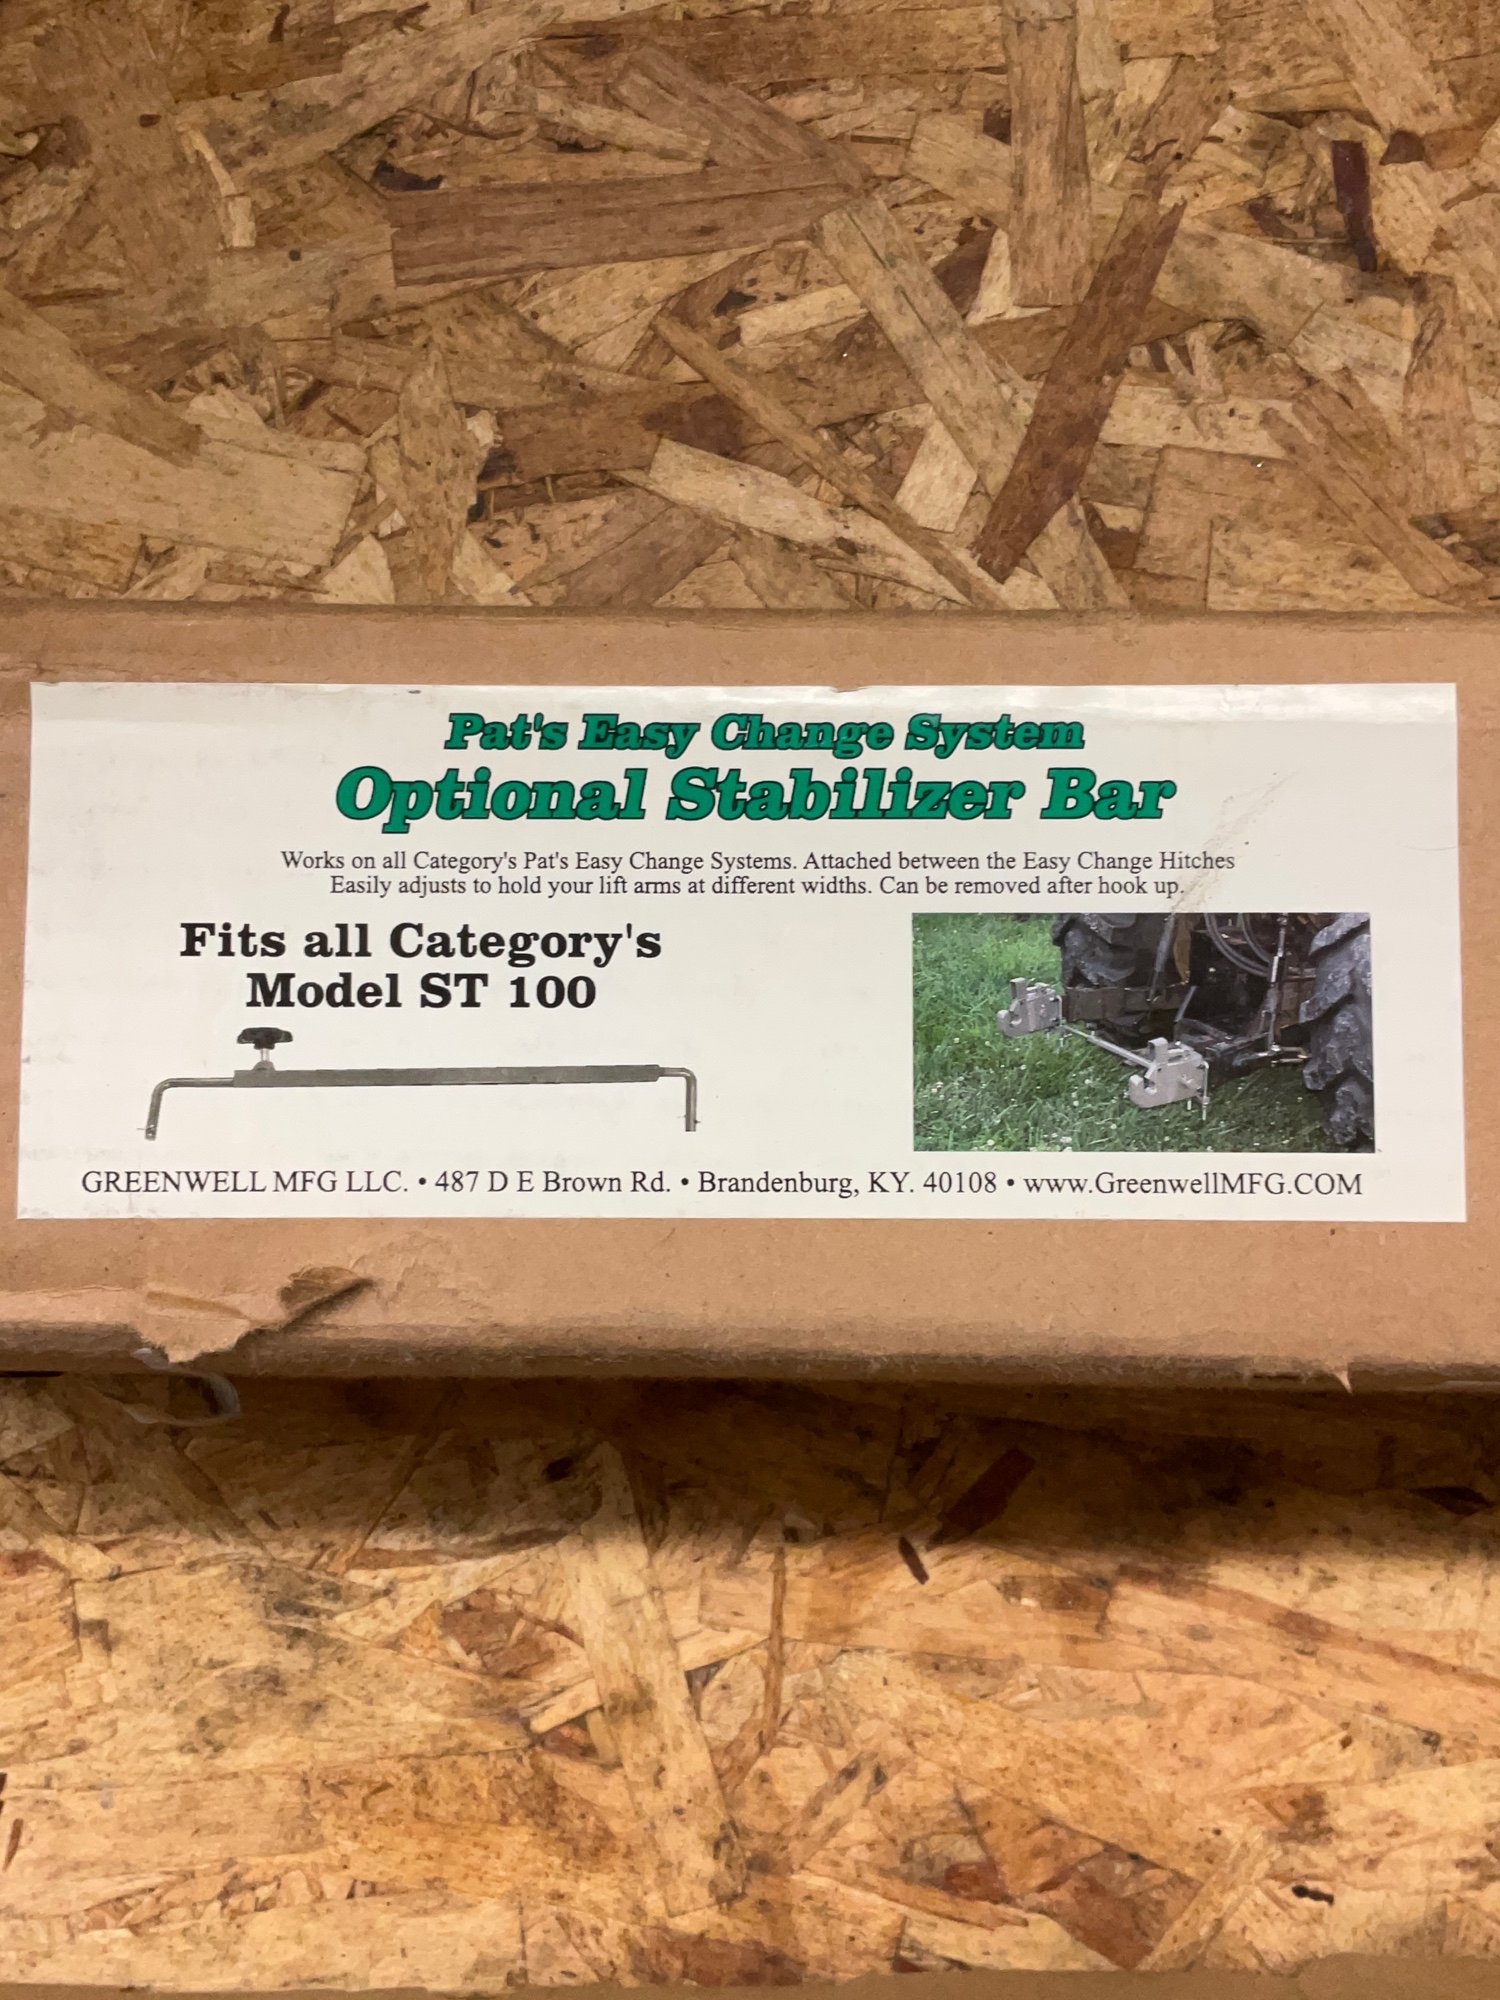 Pat's Easy Change System
Optional Stabilizer Bar
Works on all Category's Pat's Easy Change Systems. Attached between the Easy Change Hitches
Easily adjusts to hold your lift arms at different widths. Can be removed after hook up.
Fits all Category's
Model ST 100
GREENWELL MFG LLC. • 487 D E Brown Rd. • Brandenburg, KY. 40108 • www.GreenwellMFG.COM